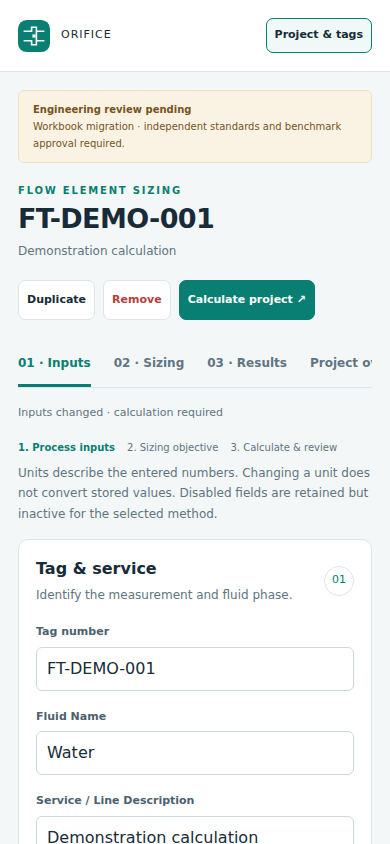 ORIFICE
Project & tags
Engineering review pending
Workbook migration · independent standards and benchmark
approval required.
FLOW ELEMENT SIZING
FT-DEMO-001
Demonstration calculation
Duplicate
Remove
Calculate project ↗
01 · Inputs
02 · Sizing
03 · Results
Project ov
Inputs changed · calculation required
1. Process inputs
2. Sizing objective
3. Calculate & review
Units describe the entered numbers. Changing a unit does
not convert stored values. Disabled fields are retained but
inactive for the selected method.
Tag & service
Identify the measurement and fluid phase.
01
Tag number
FT-DEMO-001
Fluid Name
Water
Service / Line Description
Demonstration calculation